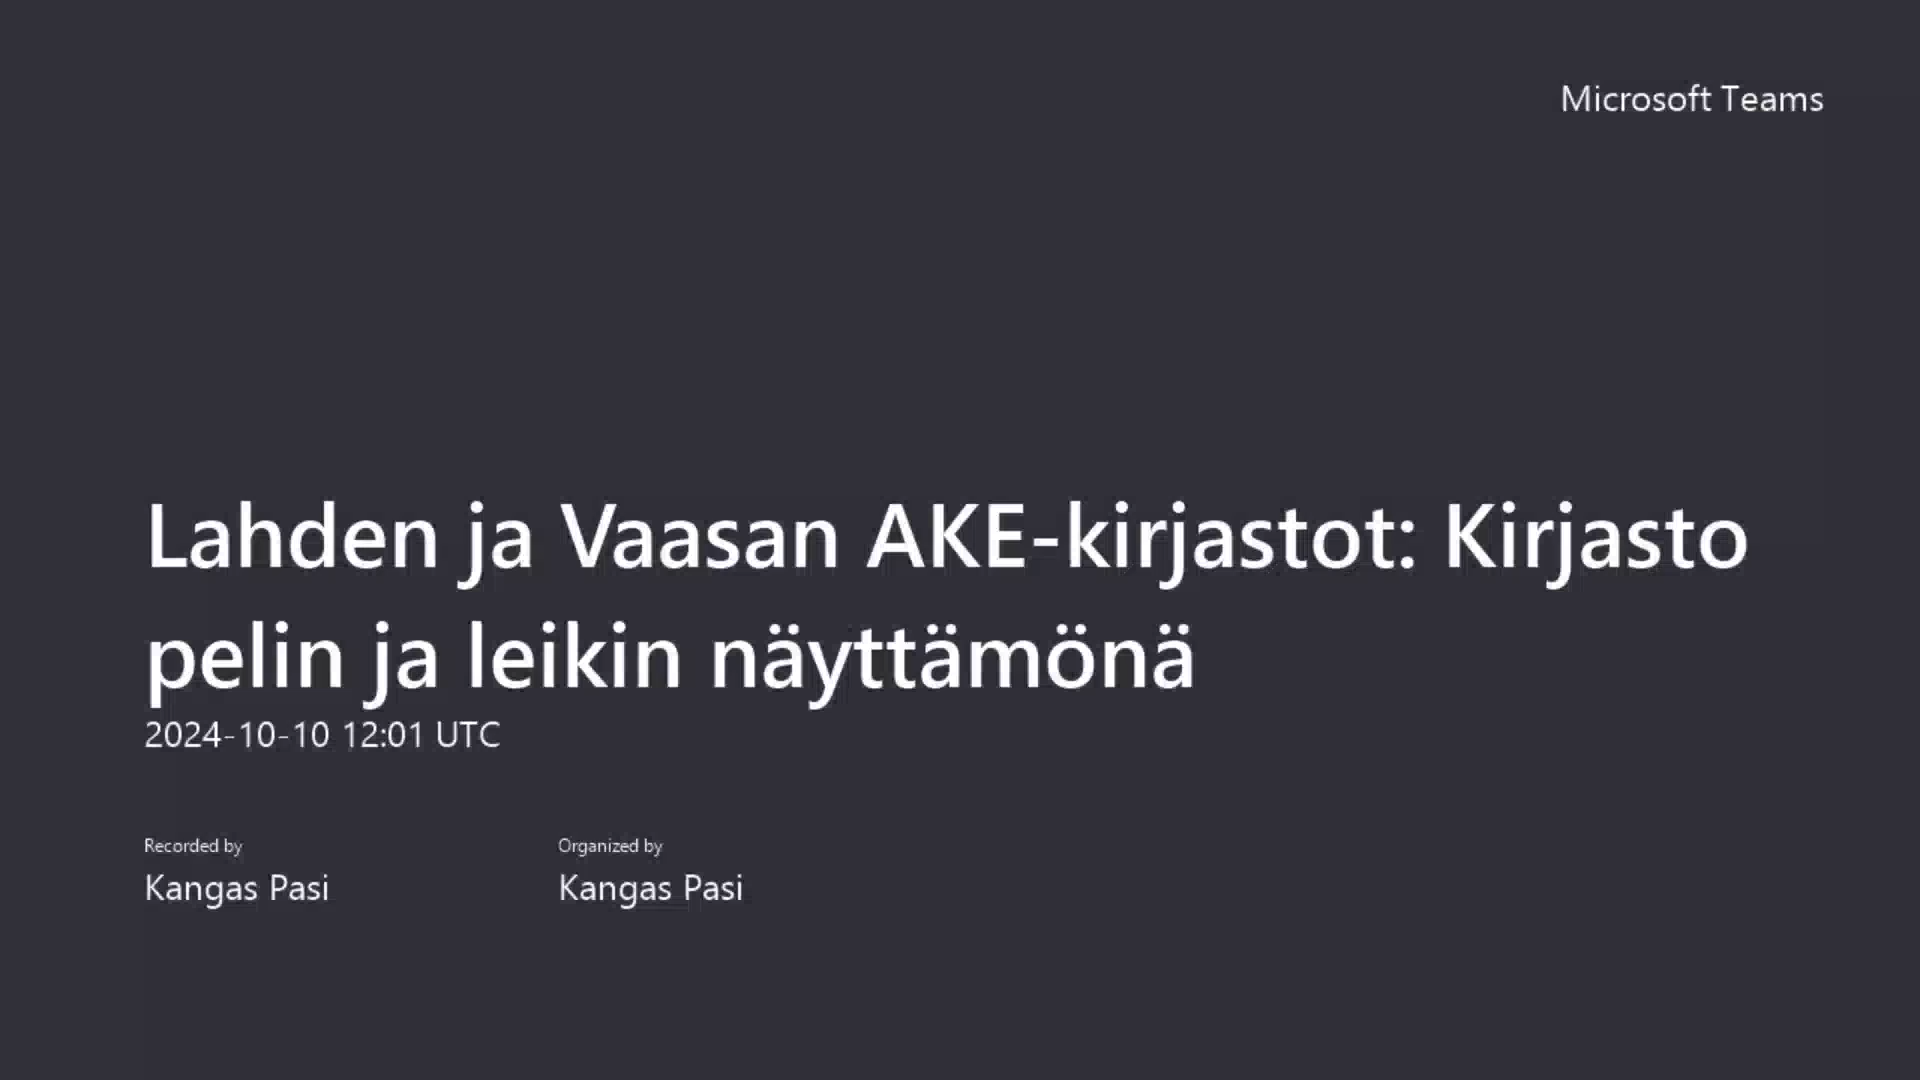 Microsoft Teams
Lahden ja Vaasan AKE-kirjastot: Kirjasto
pelin ja leikin näyttämönä
2024-10-10 12:01 UTC
Recorded by
Kangas Pasi
Organized by
Kangas Pasi